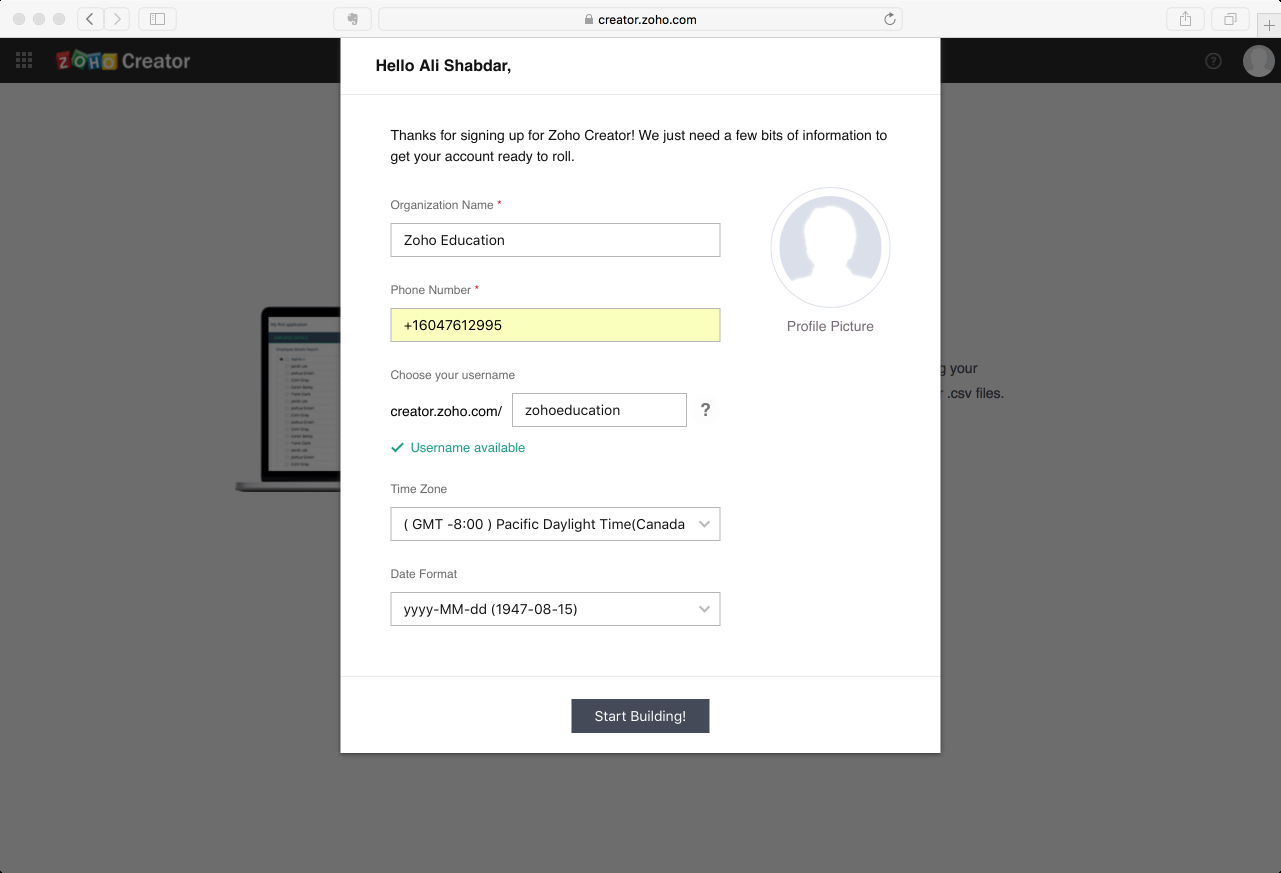 creator.zoho.com
ZOHO Creator
?
Hello Ali Shabdar,
Thanks for signing up for Zoho Creator! We just need a few bits of information to
get your account ready to roll.
Organization Name *
Zoho Education
Phone Number *
+16047612995
Profile Picture
g your
.csv files.
Choose your username
creator.zoho.com/ zohoeducation ?
Username available
Time Zone
( GMT -8:00 ) Pacific Daylight Time(Canada
Date Format
yyyy-MM-dd (1947-08-15)
Start Building!